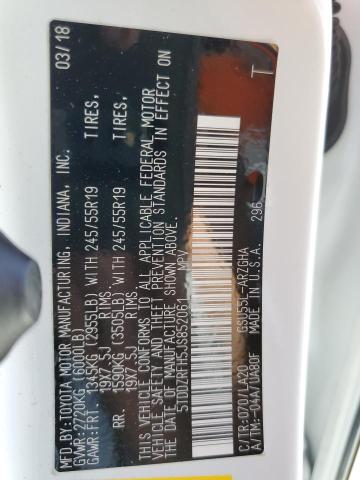 MFD.BY:TOYOTA MOTOR MANUFACTURING, INDIANA, INC. 03/18
GVWR:2720KG (6000LB)
GAWR:FRT. 1345KG (2955LB) WITH 245/55R19 TIRES,
19X7.5J RIMS,
RR. 1590KG (3505LB) WITH 245/55R19 TIRES,
19X7.5J RIMS,
THIS VEHICLE CONFORMS TO ALL APPLICABLE FEDERAL MOTOR
VEHICLE SAFETY AND THEFT PREVENTION STANDARDS IN EFFECT ON
THE DATE OF MANUFACTURE SHOWN ABOVE.
5TDDZRFH5JS852061 MPV
T
C/TR:070/LA20 GSU55L-ARZGHA
A/TM:-04A/UA80F MADE IN U.S.A. 296